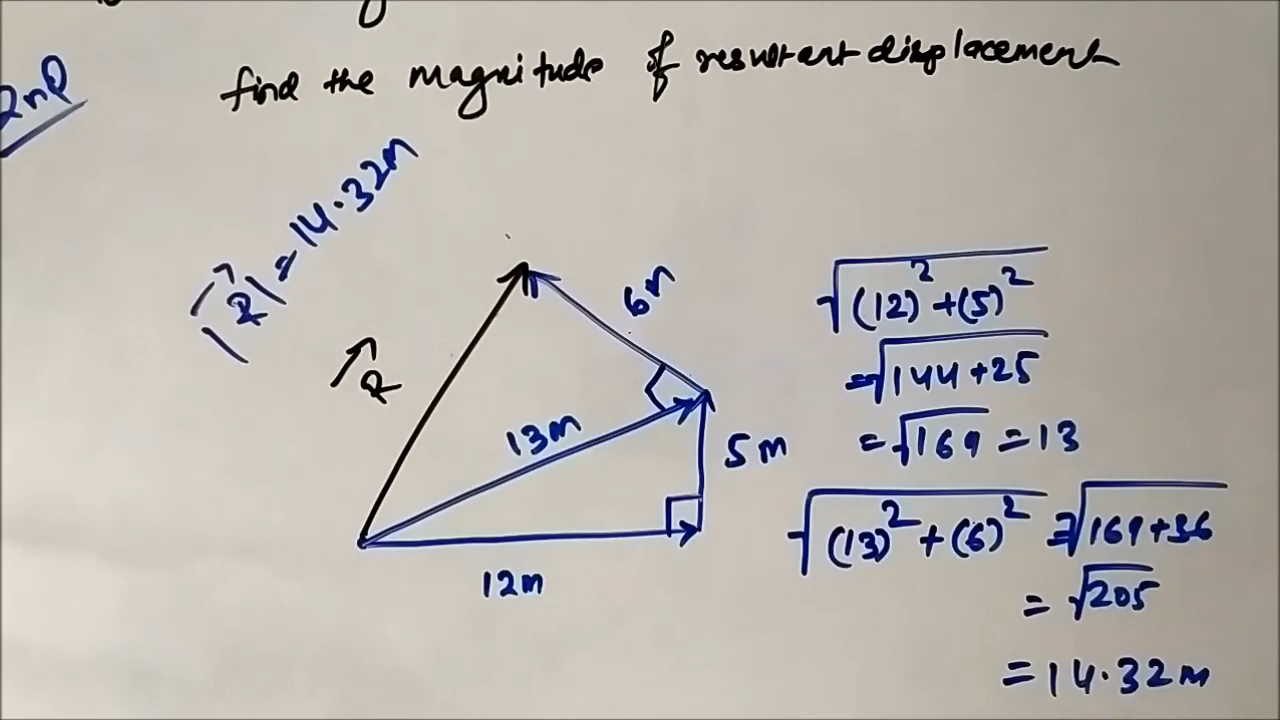 find the magnitude of resultant displacement
2nd
|R⃗| = 14.32m
R⃗
6m
13m
5m
12m
√(12)²+(5)²
=√144+25
=√169 =13
√(13)²+(6)² =√169+36
=√205
=14.32m